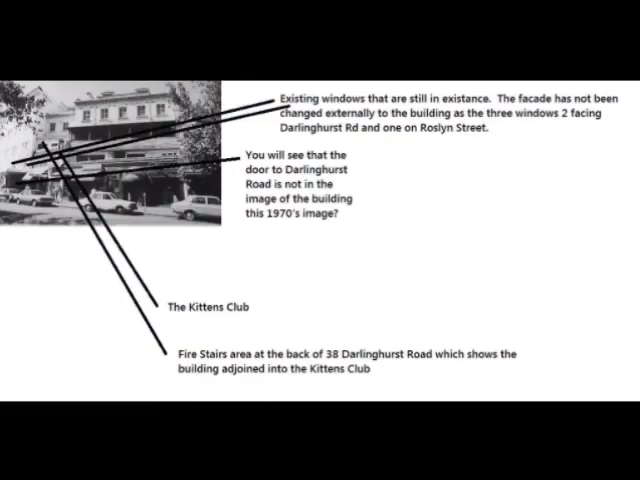 Existing windows that are still in existance. The facade has not been
changed externally to the building as the three windows 2 facing
Darlinghurst Rd and one on Roslyn Street.
You will see that the
door to Darlinghurst
Road is not in the
image of the building
this 1970's image?
The Kittens Club
Fire Stairs area at the back of 38 Darlinghurst Road which shows the
building adjoined into the Kittens Club